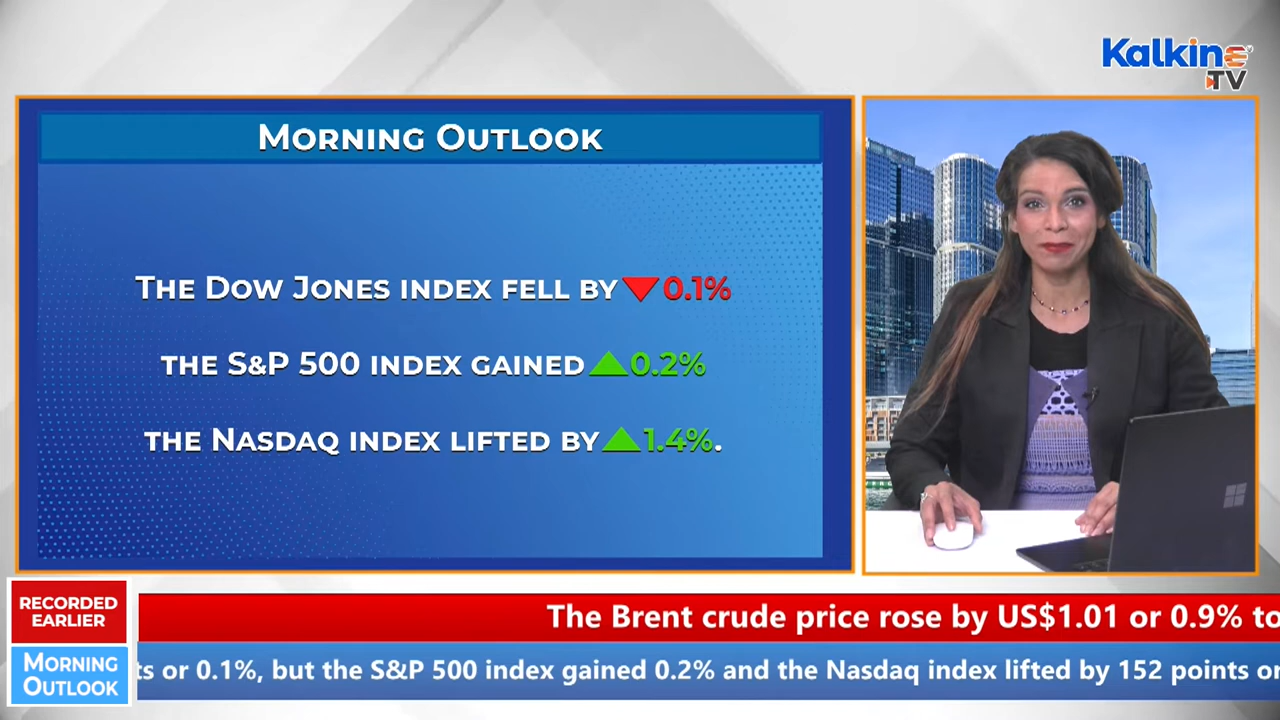 Kalkine
TV
Morning Outlook
The Dow Jones index fell by ▼ 0.1%
the S&P 500 index gained ▲ 0.2%
the Nasdaq index lifted by ▲ 1.4%.
RECORDED
EARLIER
The Brent crude price rose by US$1.01 or 0.9% to
Morning
Outlook
ts or 0.1%, but the S&P 500 index gained 0.2% and the Nasdaq index lifted by 152 points or